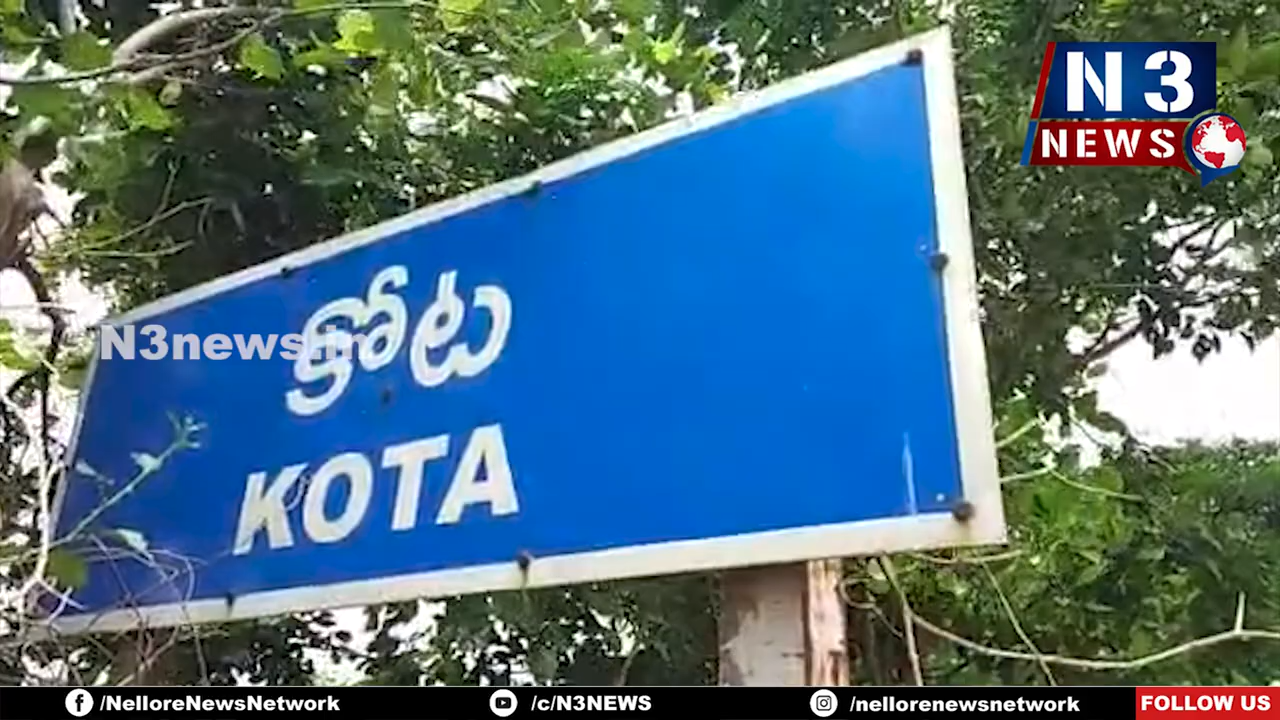 N3
NEWS
N3news.in
కోట
KOTA
/NelloreNewsNetwork
/c/N3NEWS
/nellorenewsnetwork
FOLLOW US